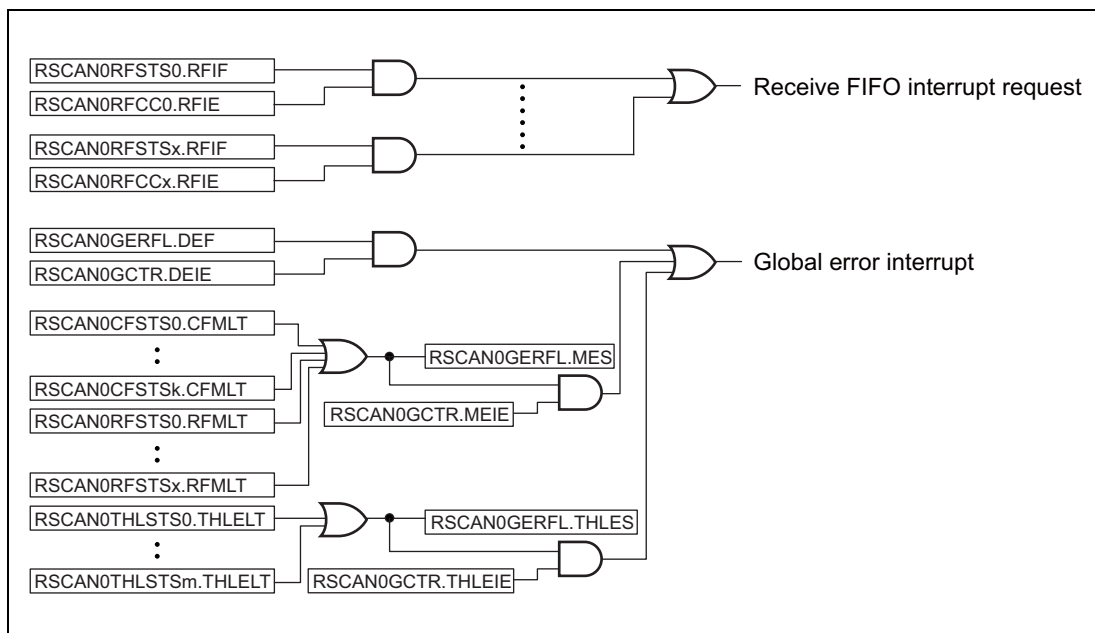 RSCAN0RFSTS0.RFIF
RSCAN0RFCC0.RFIE
Receive FIFO interrupt request
RSCAN0RFSTSx.RFIF
RSCAN0RFCCx.RFIE
RSCAN0GERFL.DEF
RSCAN0GCTR.DEIE
Global error interrupt
RSCAN0CFSTS0.CFMLT
RSCAN0GERFL.MES
RSCAN0CFSTSk.CFMLT
RSCAN0RFSTS0.RFMLT
RSCAN0GCTR.MEIE
RSCAN0RFSTSx.RFMLT
RSCAN0THLSTS0.THLELT
RSCAN0GERFL.THLES
RSCAN0THLSTSm.THLELT
RSCAN0GCTR.THLEIE